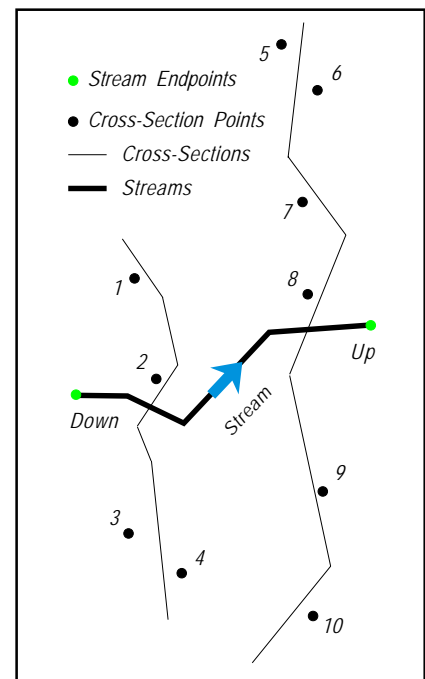 5
6
Stream Endpoints
Cross-Section Points
Cross-Sections
Streams
7
1
8
2
Up
Stream
Down
9
3
4
10